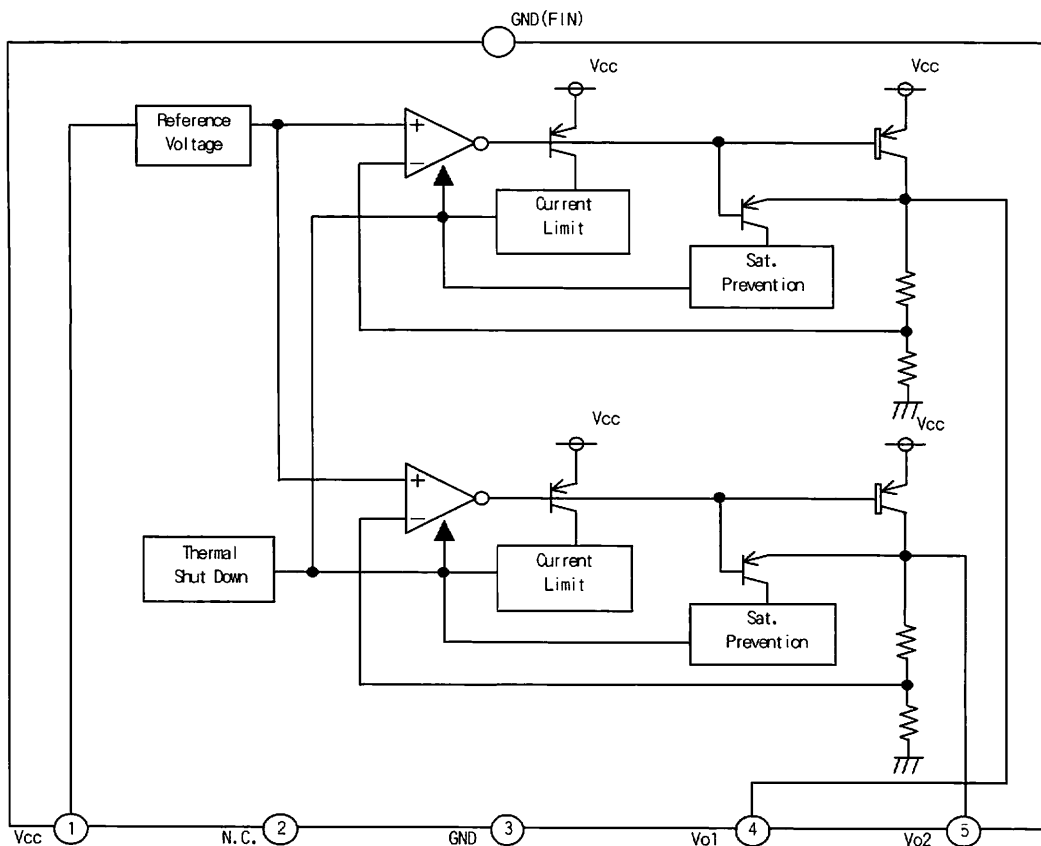 GND(FIN)
Vcc
Vcc
Reference
Voltage
+
−
Current
Limit
Sat.
Prevention
Vcc
Vcc
+
−
Thermal
Shut Down
Current
Limit
Sat.
Prevention
Vcc
1
N.C.
2
GND
3
Vo1
4
Vo2
5